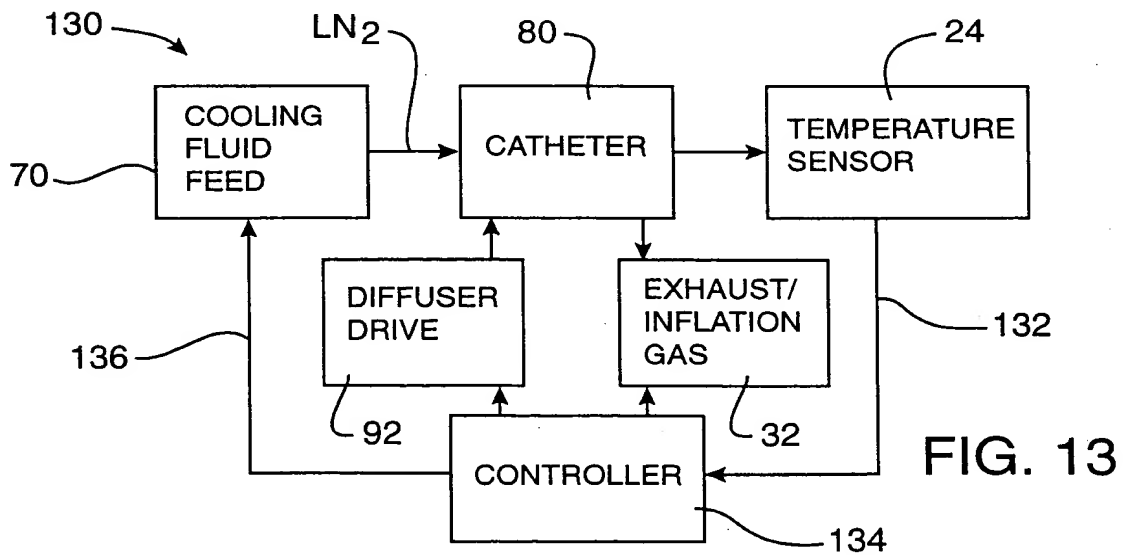 130
LN2
80
24
COOLING
FLUID
FEED
CATHETER
TEMPERATURE
SENSOR
70
DIFFUSER
DRIVE
EXHAUST/
INFLATION
GAS
136
132
92
32
CONTROLLER
134
FIG. 13